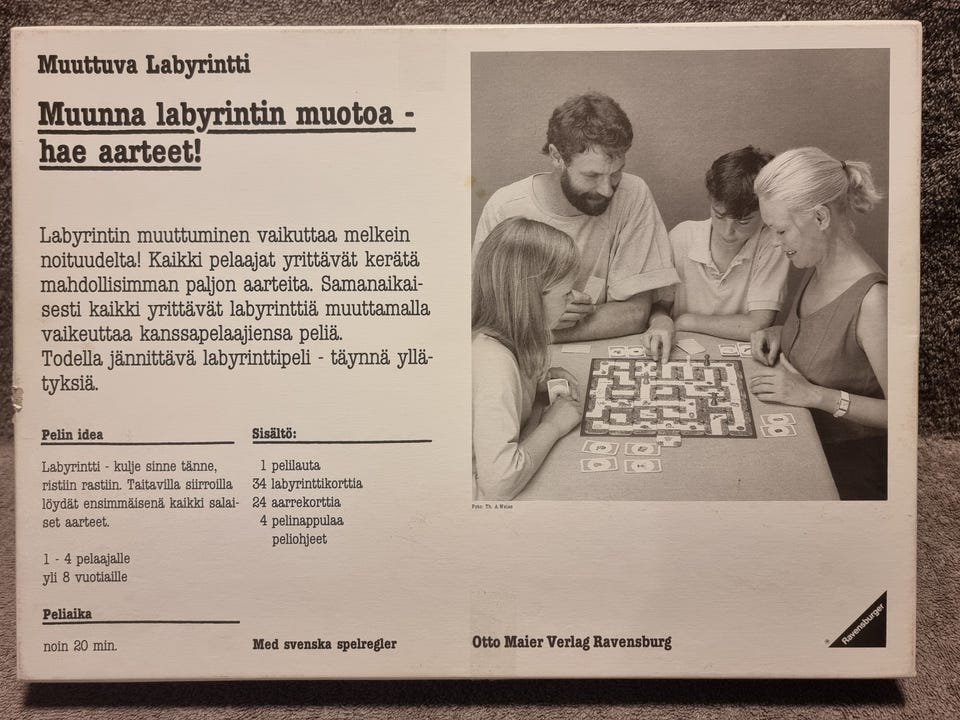 Muuttuva Labyrintti
Muunna labyrintin muotoa -
hae aarteet!
Labyrintin muuttuminen vaikuttaa melkein
noituudelta! Kaikki pelaajat yrittävät kerätä
mahdollisimman paljon aarteita. Samanaikai-
sesti kaikki yrittävät labyrinttiä muuttamalla
vaikeuttaa kanssapelaajiensa peliä.
Todella jännittävä labyrinttipeli - täynnä yllä-
tyksiä.
Pelin idea
Labyrintti - kulje sinne tänne,
ristiin rastiin. Taitavilla siirroilla
löydät ensimmäisenä kaikki salai-
set aarteet.
1 - 4 pelaajalle
yli 8 vuotiaille
Peliaika
noin 20 min.
Sisältö:
1 pelilauta
34 labyrinttikorttia
24 aarrekorttia
4 pelinappulaa
peliohjeet
Med svenska spelregler
Foto: Th. A. Weiss
Otto Maier Verlag Ravensburg
Ravensburger